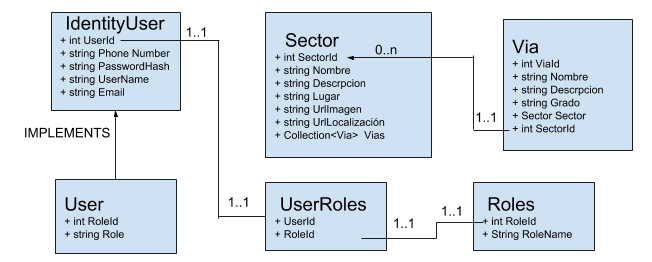 IdentityUser
+ int UserId
+ string Phone Number
+ string PasswordHash
+ string UserName
+ string Email
1..1
Sector
+ int SectorId
+ string Nombre
+ string Descrpcion
+ string Lugar
+ string UrlImagen
+ string UrlLocalización
+ Collection<Via> Vias
0..n
1..1
Via
+ int ViaId
+ string Nombre
+ string Descrpcion
+ string Grado
+ Sector Sector
+ int SectorId
IMPLEMENTS
User
+ int RoleId
+ string Role
1..1
UserRoles
+ UserId
+ RoleId
1..1
1..1
Roles
+ int RoleId
+ String RoleName